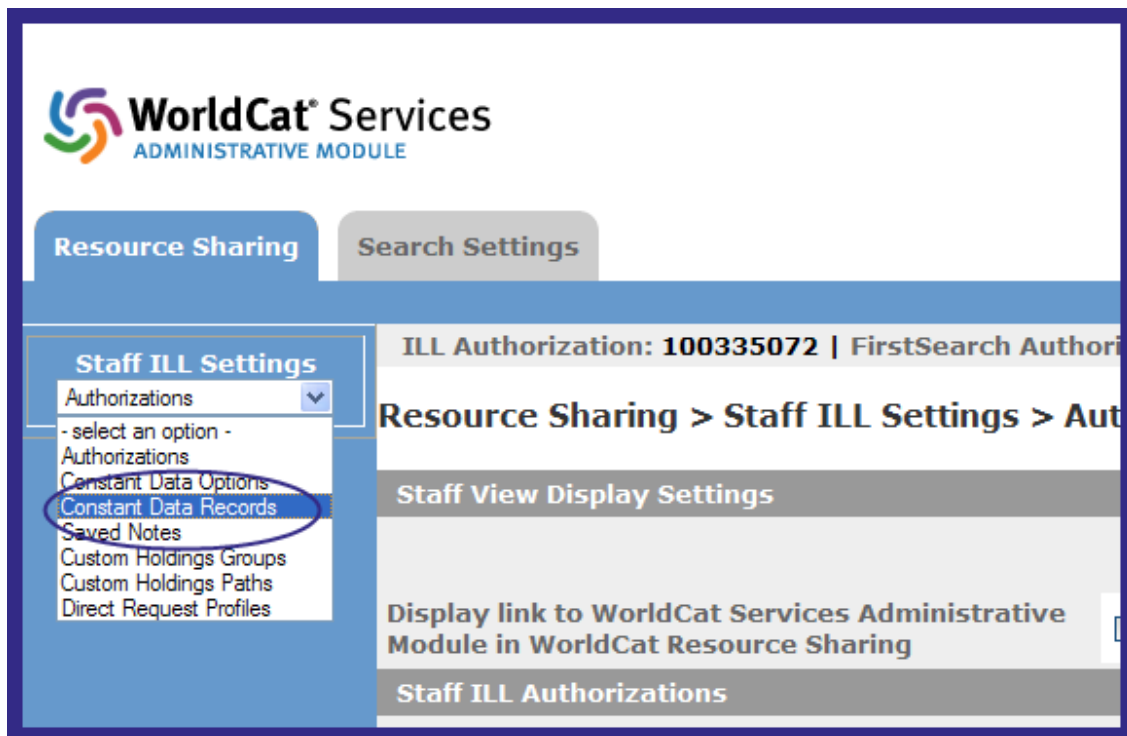 WorldCat® Services
ADMINISTRATIVE MODULE
Resource Sharing
Search Settings
Staff ILL Settings
Authorizations
- select an option -
Authorizations
Constant Data Options
Constant Data Records
Saved Notes
Custom Holdings Groups
Custom Holdings Paths
Direct Request Profiles
ILL Authorization: 100335072 | FirstSearch Authori
Resource Sharing > Staff ILL Settings > Aut
Staff View Display Settings
Display link to WorldCat Services Administrative
Module in WorldCat Resource Sharing
Staff ILL Authorizations